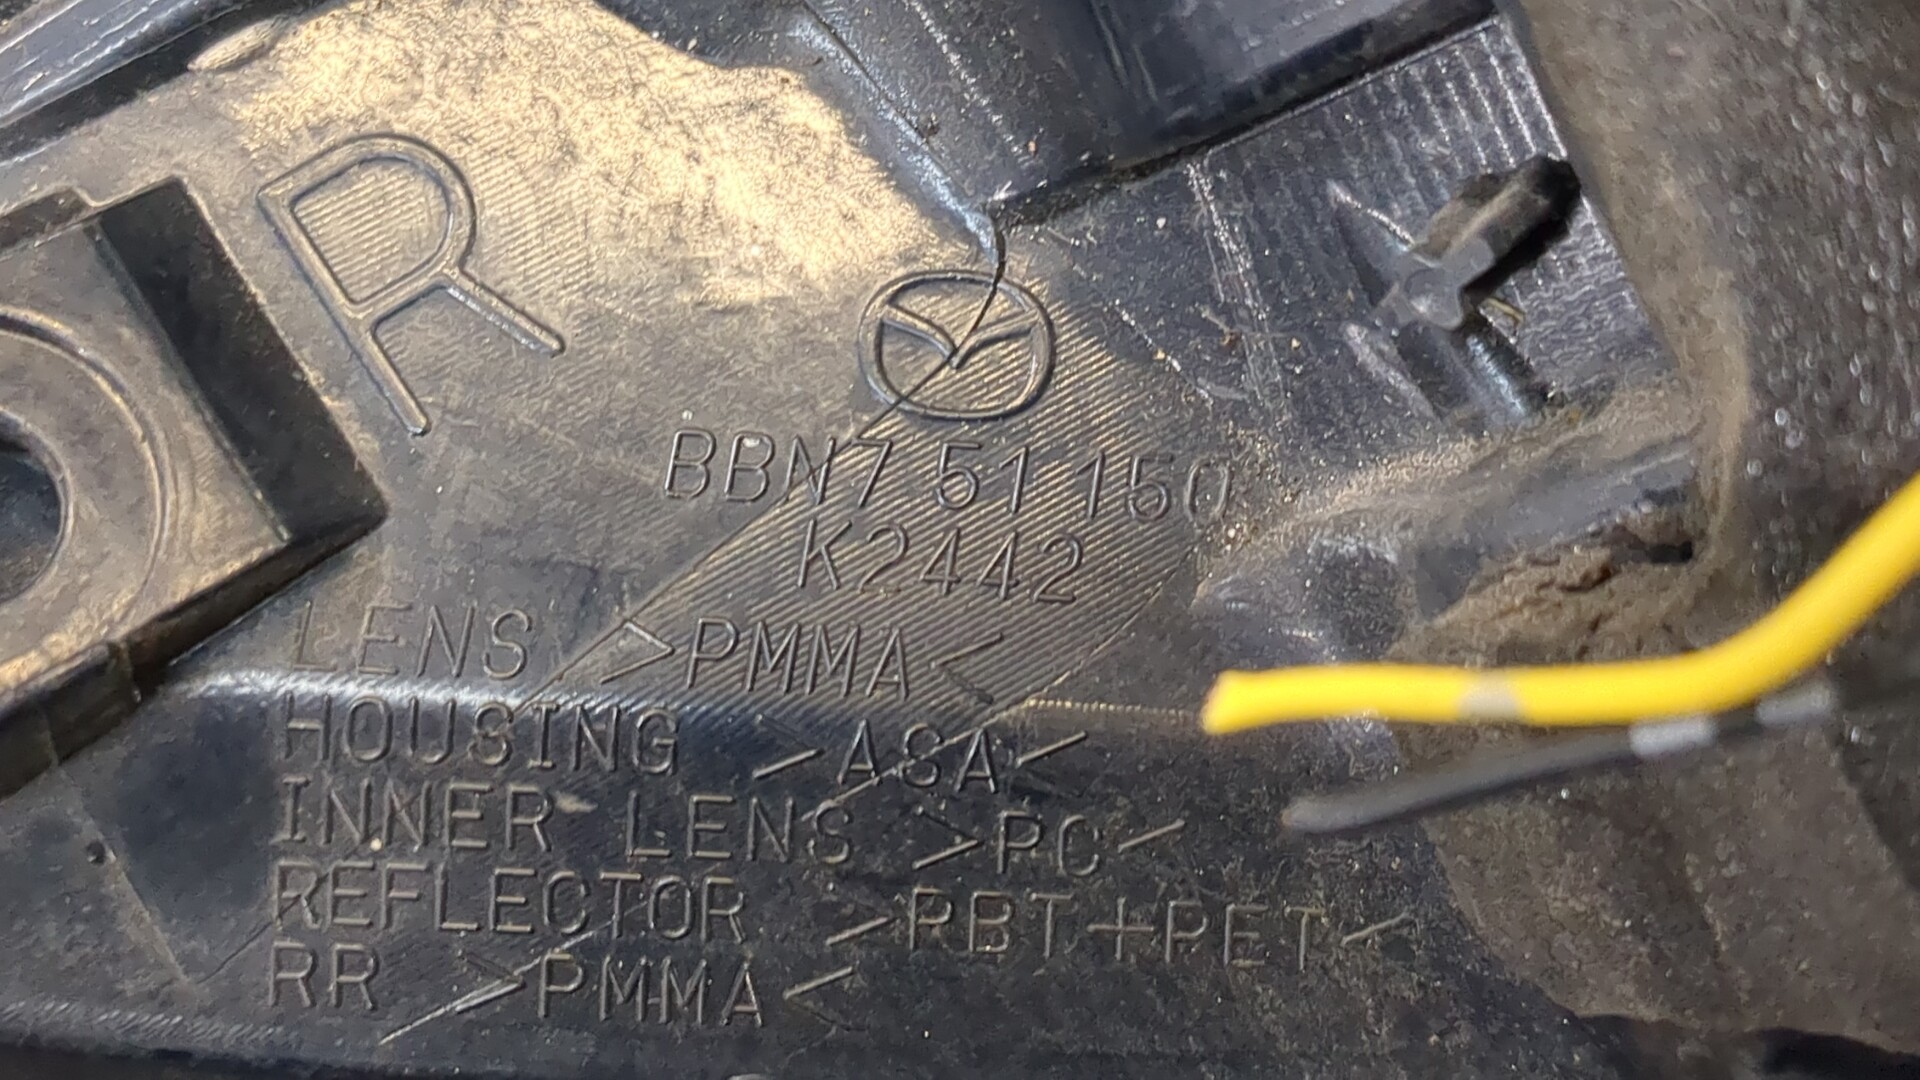 R
BBN7 51 150
K2442
LENS >PMMA<
HOUSING >ASA<
INNER LENS >PC<
REFLECTOR >PBT+PET<
RR >PMMA<